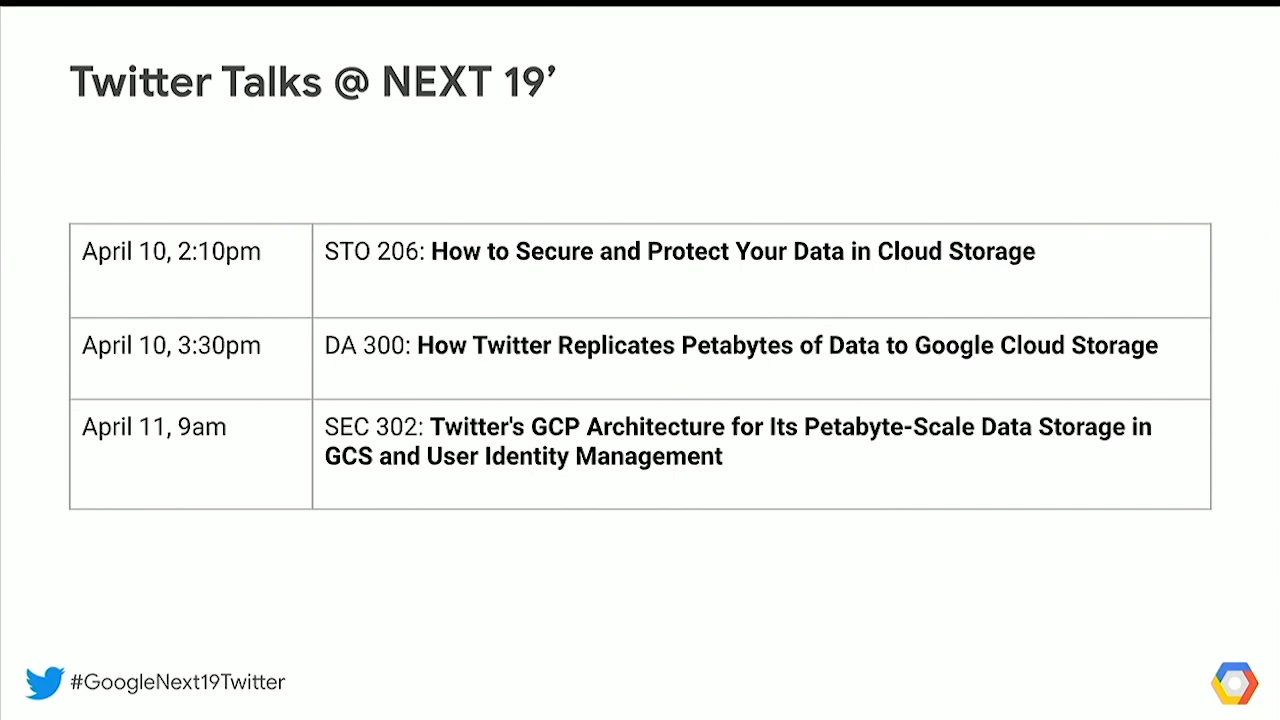 Twitter Talks @ NEXT 19’
April 10, 2:10pm
STO 206: How to Secure and Protect Your Data in Cloud Storage
April 10, 3:30pm
DA 300: How Twitter Replicates Petabytes of Data to Google Cloud Storage
April 11, 9am
SEC 302: Twitter's GCP Architecture for Its Petabyte-Scale Data Storage in
GCS and User Identity Management
#GoogleNext19Twitter